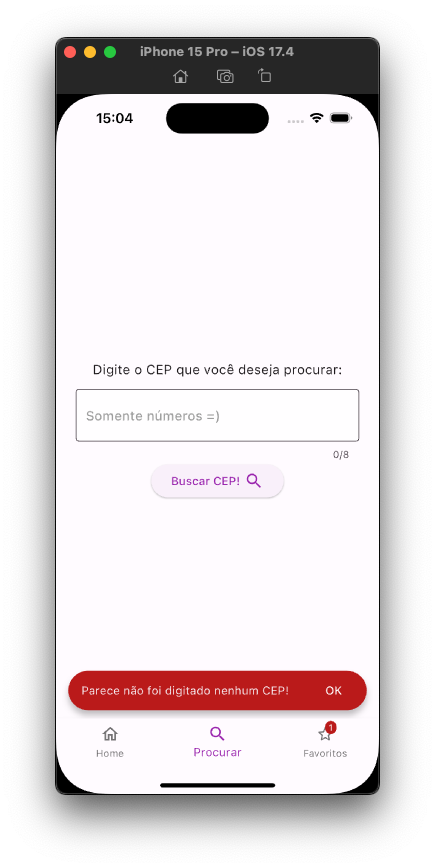 iPhone 15 Pro – iOS 17.4
15:04
Digite o CEP que você deseja procurar:
Somente números =)
0/8
Buscar CEP!
Parece não foi digitado nenhum CEP! OK
1
Home Procurar Favoritos